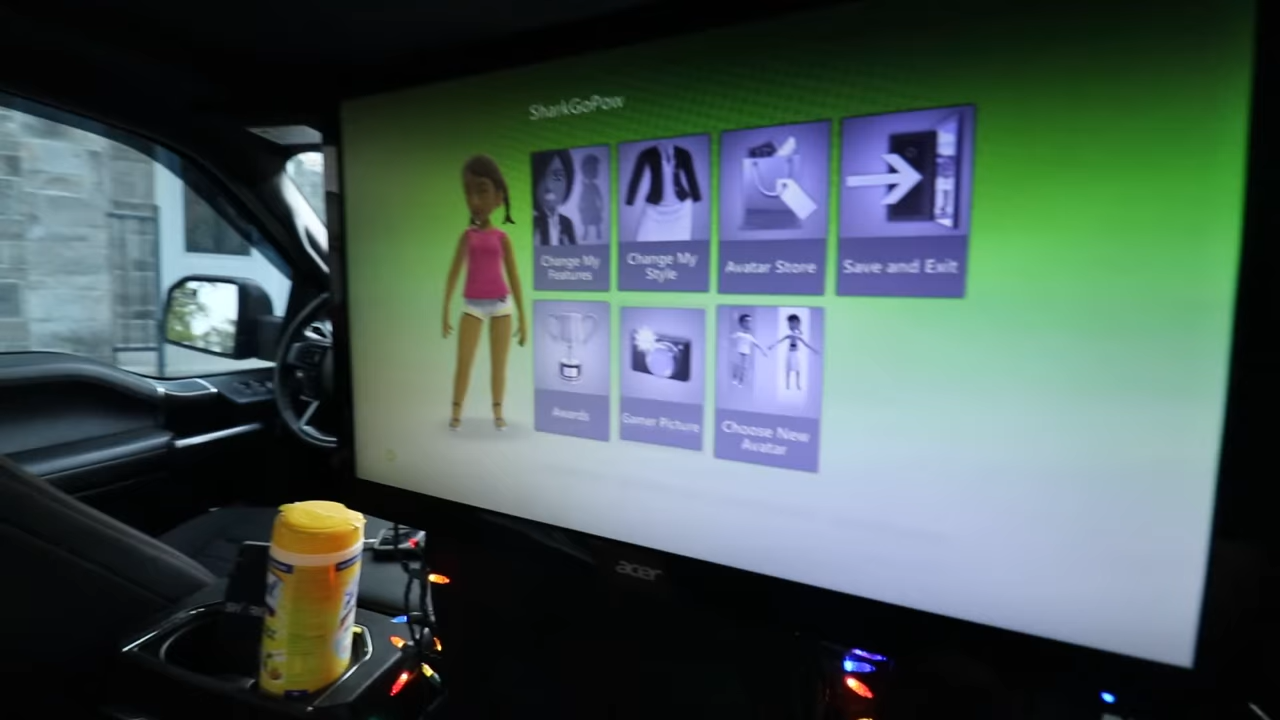 SharkGoPow
Change My
Features
Change My
Style
Avatar Store
Save and Exit
Awards
Gamer Picture
Choose New
Avatar
acer